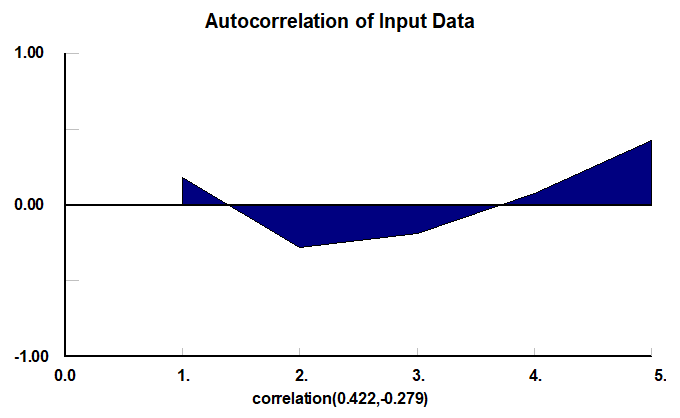 Autocorrelation of Input Data
1.00
0.00
-1.00
0.0 1. 2. 3. 4. 5.
correlation(0.422,-0.279)